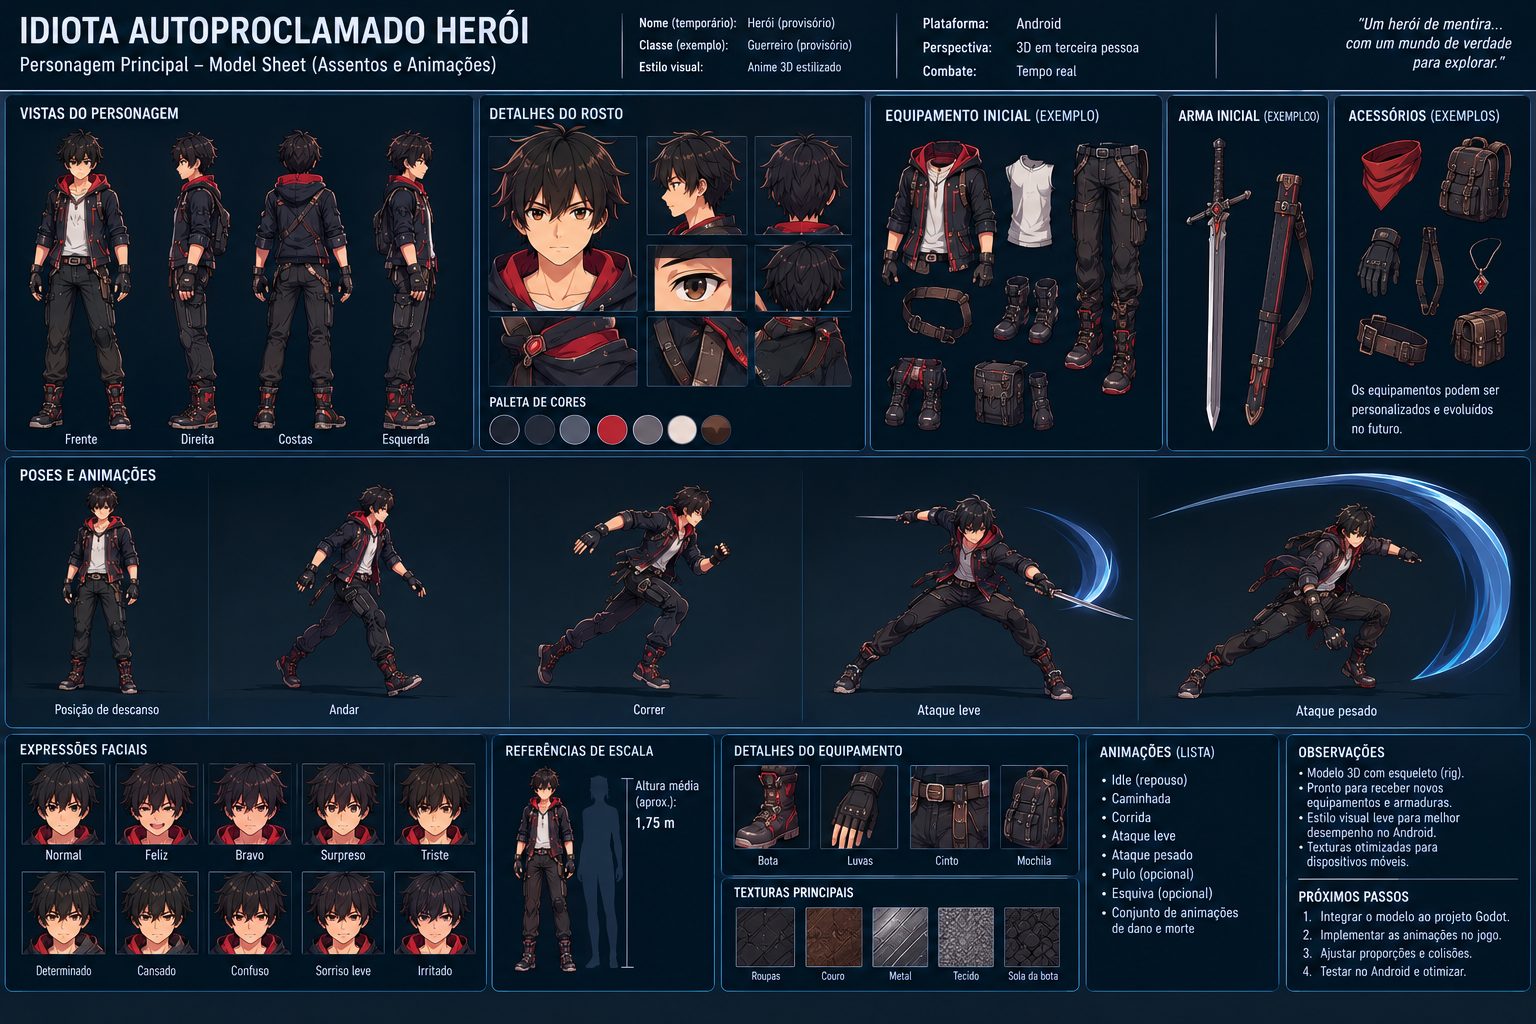 IDIOTA AUTOPROCLAMADO HERÓI
Personagem Principal – Model Sheet (Assentos e Animações)
Nome (temporário): Herói (provisório)
Classe (exemplo): Guerreiro (provisório)
Estilo visual: Anime 3D estilizado
Plataforma: Android
Perspectiva: 3D em terceira pessoa
Combate: Tempo real
"Um herói de mentira...
com um mundo de verdade
para explorar."
VISTAS DO PERSONAGEM
Frente
Direita
Costas
Esquerda
DETALHES DO ROSTO
PALETA DE CORES
EQUIPAMENTO INICIAL (EXEMPLO)
ARMA INICIAL (EXEMPLCO)
ACESSÓRIOS (EXEMPLOS)
Os equipamentos podem ser
personalizados e evoluídos
no futuro.
POSES E ANIMAÇÕES
Posição de descanso
Andar
Correr
Ataque leve
Ataque pesado
EXPRESSÕES FACIAIS
Normal
Feliz
Bravo
Surpreso
Triste
Determinado
Cansado
Confuso
Sorriso leve
Irritado
REFERÊNCIAS DE ESCALA
Altura média
(aprox.):
1,75 m
DETALHES DO EQUIPAMENTO
Bota
Luvas
Cinto
Mochila
TEXTURAS PRINCIPAIS
Roupas
Couro
Metal
Tecido
Sola da bota
ANIMAÇÕES (LISTA)
• Idle (repouso)
• Caminhada
• Corrida
• Ataque leve
• Ataque pesado
• Pulo (opcional)
• Esquiva (opcional)
• Conjunto de animações
de dano e morte
OBSERVAÇÕES
• Modelo 3D com esqueleto (rig).
• Pronto para receber novos
equipamentos e armaduras.
• Estilo visual leve para melhor
desempenho no Android.
• Texturas otimizadas para
dispositivos móveis.
PRÓXIMOS PASSOS
1. Integrar o modelo ao projeto Godot.
2. Implementar as animações no jogo.
3. Ajustar proporções e colisões.
4. Testar no Android e otimizar.